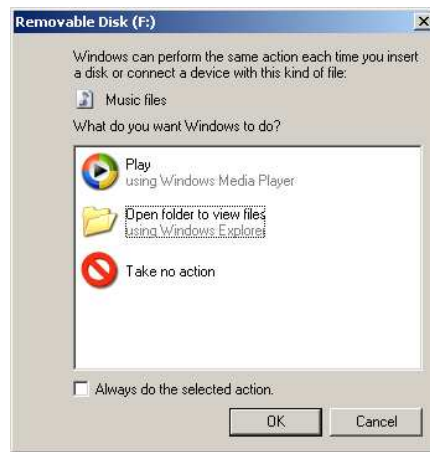 Removable Disk (F:)
Windows can perform the same action each time you insert
a disk or connect a device with this kind of file:
Music files
What do you want Windows to do?
Play
using Windows Media Player
Open folder to view files
using Windows Explorer
Take no action
Always do the selected action.
OK
Cancel